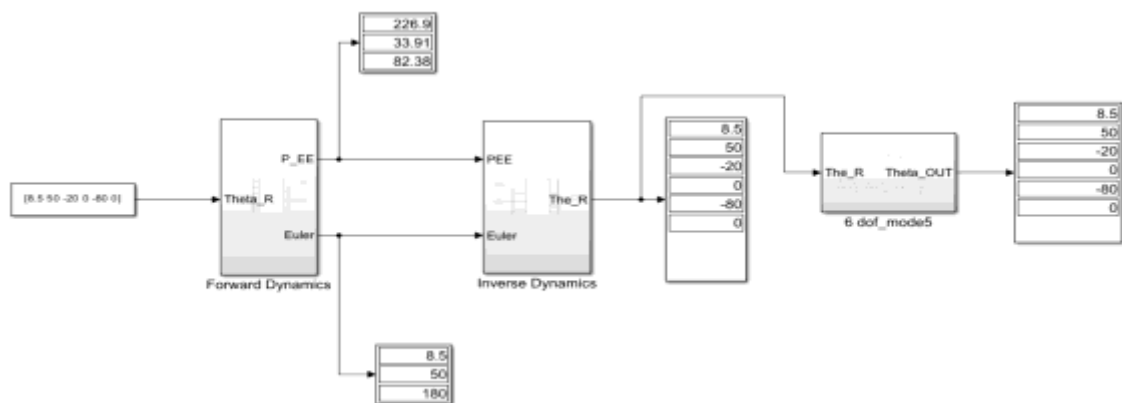 226.9
33.91
82.38
[8.5 50 -20 0 -80 0]
Theta_R
P_EE
Euler
Forward Dynamics
PEE
Euler
The_R
Inverse Dynamics
8.5
50
-20
0
-80
0
The_R
Theta_OUT
6 dof_mode5
8.5
50
-20
0
-80
0
8.5
50
180